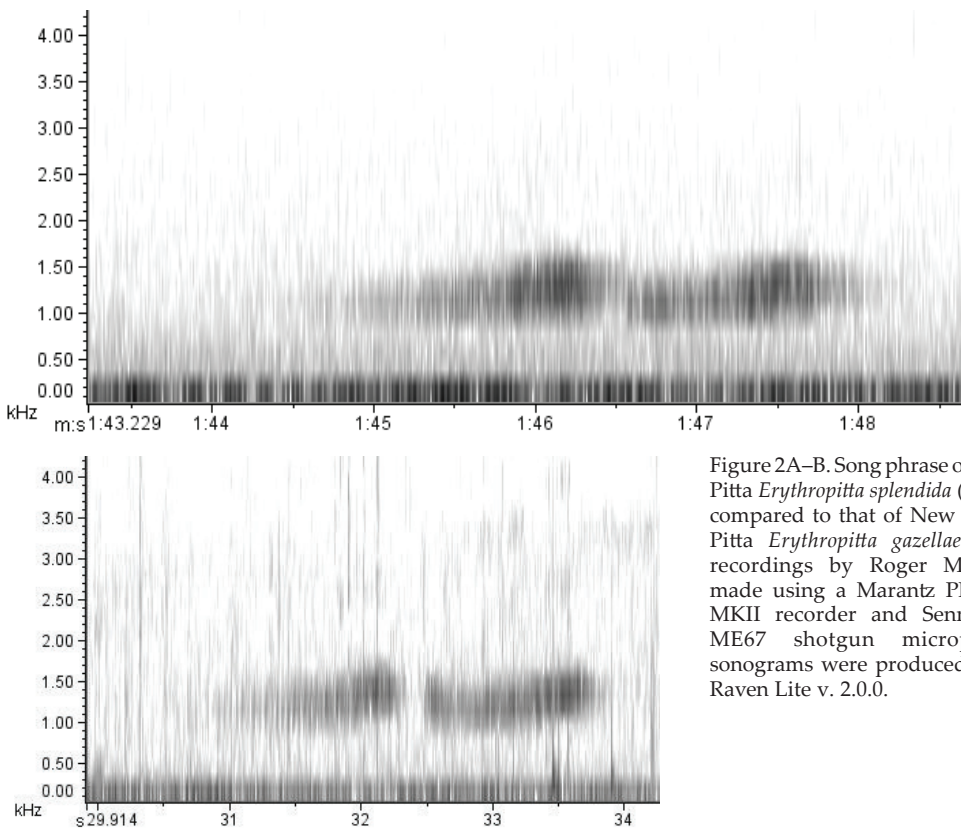 4.00
3.50
3.00
2.50
2.00
1.50
1.00
0.50
0.00
kHz
m:s 1:43.229 1:44 1:45 1:46 1:47 1:48
4.00
3.50
3.00
2.50
2.00
1.50
1.00
0.50
0.00
kHz
s 29.914 31 32 33 34
Figure 2A–B. Song phrase o
Pitta Erythropitta splendida (
compared to that of New
Pitta Erythropitta gazellae
recordings by Roger M
made using a Marantz P
MKII recorder and Senn
ME67 shotgun microp
sonograms were produced
Raven Lite v. 2.0.0.